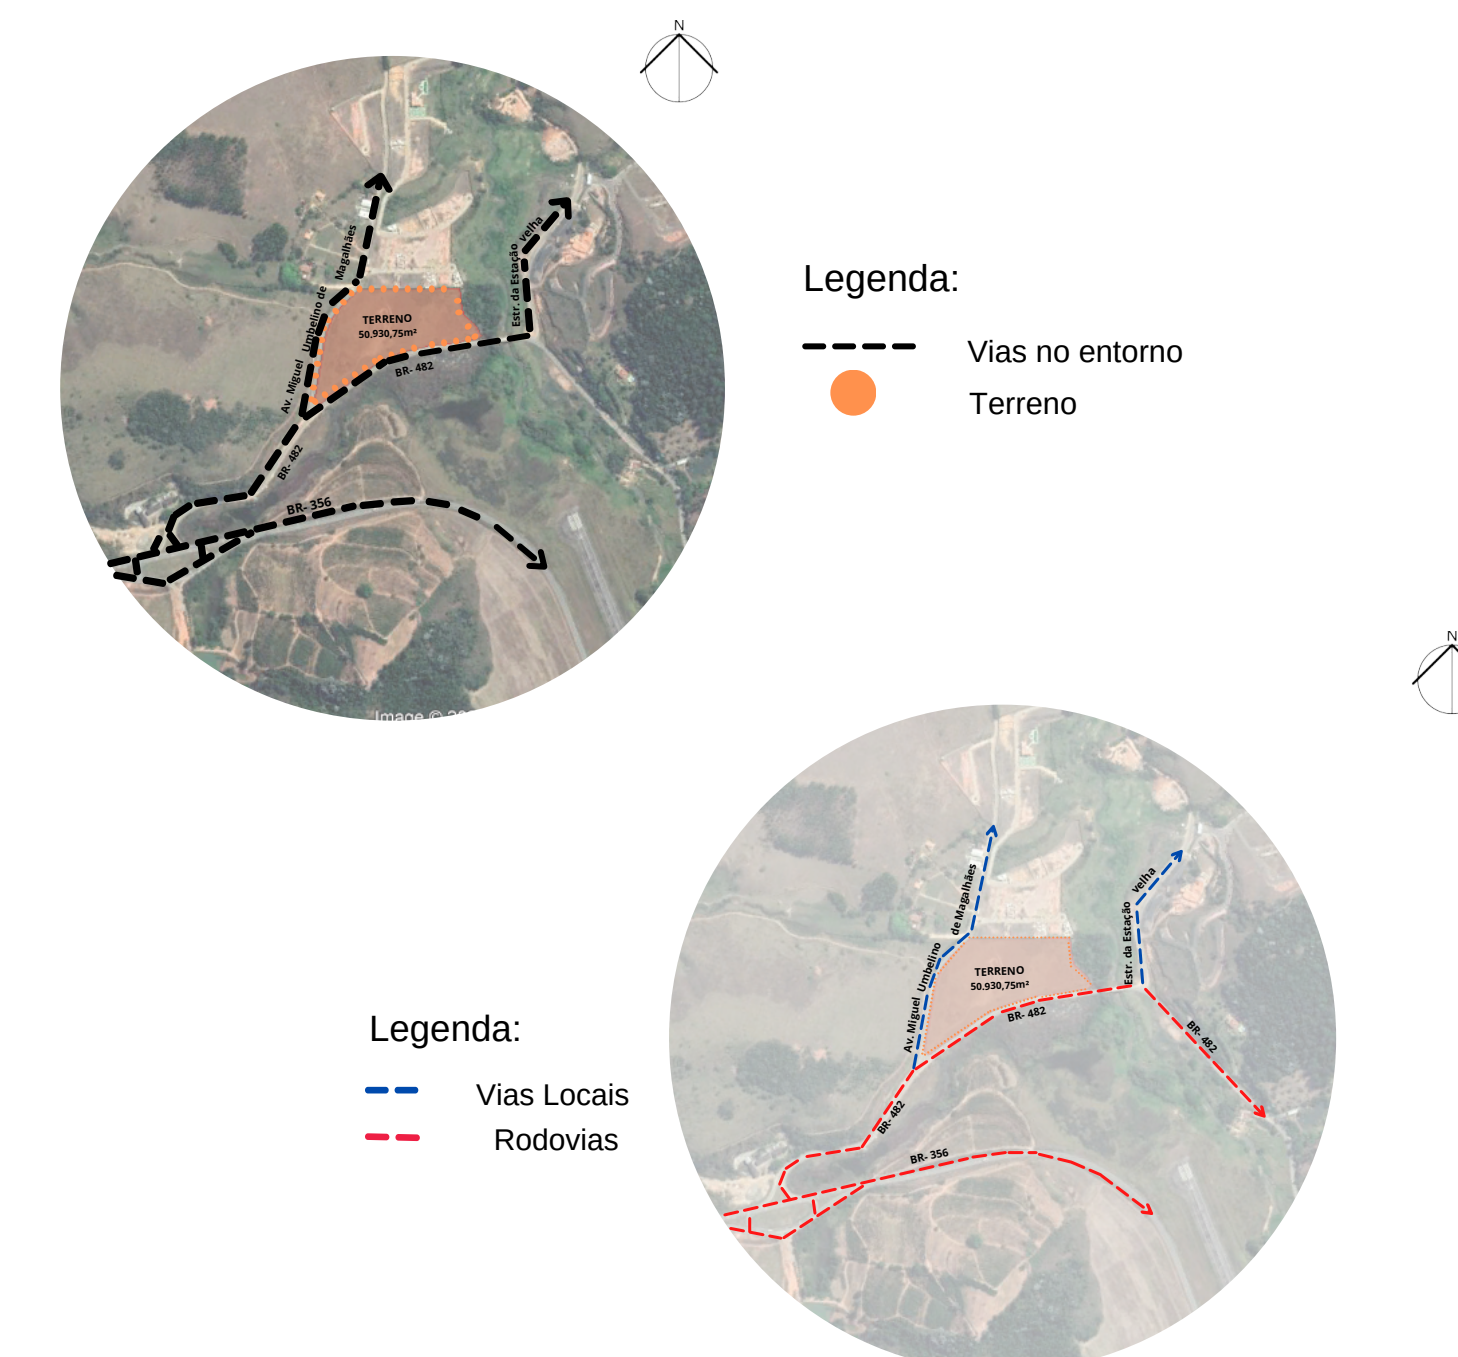 N
Av. Miguel Umbelino de Magalhães
Estr. da Estação velha
TERRENO
50.930,75m²
BR- 482
BR- 482
BR- 356
Image ©
Legenda:
Vias no entorno
Terreno
N
Av. Miguel Umbelino de Magalhães
Estr. da Estação velha
TERRENO
50.930,75m²
BR- 482
BR- 482
BR- 482
BR- 356
Legenda:
Vias Locais
Rodovias